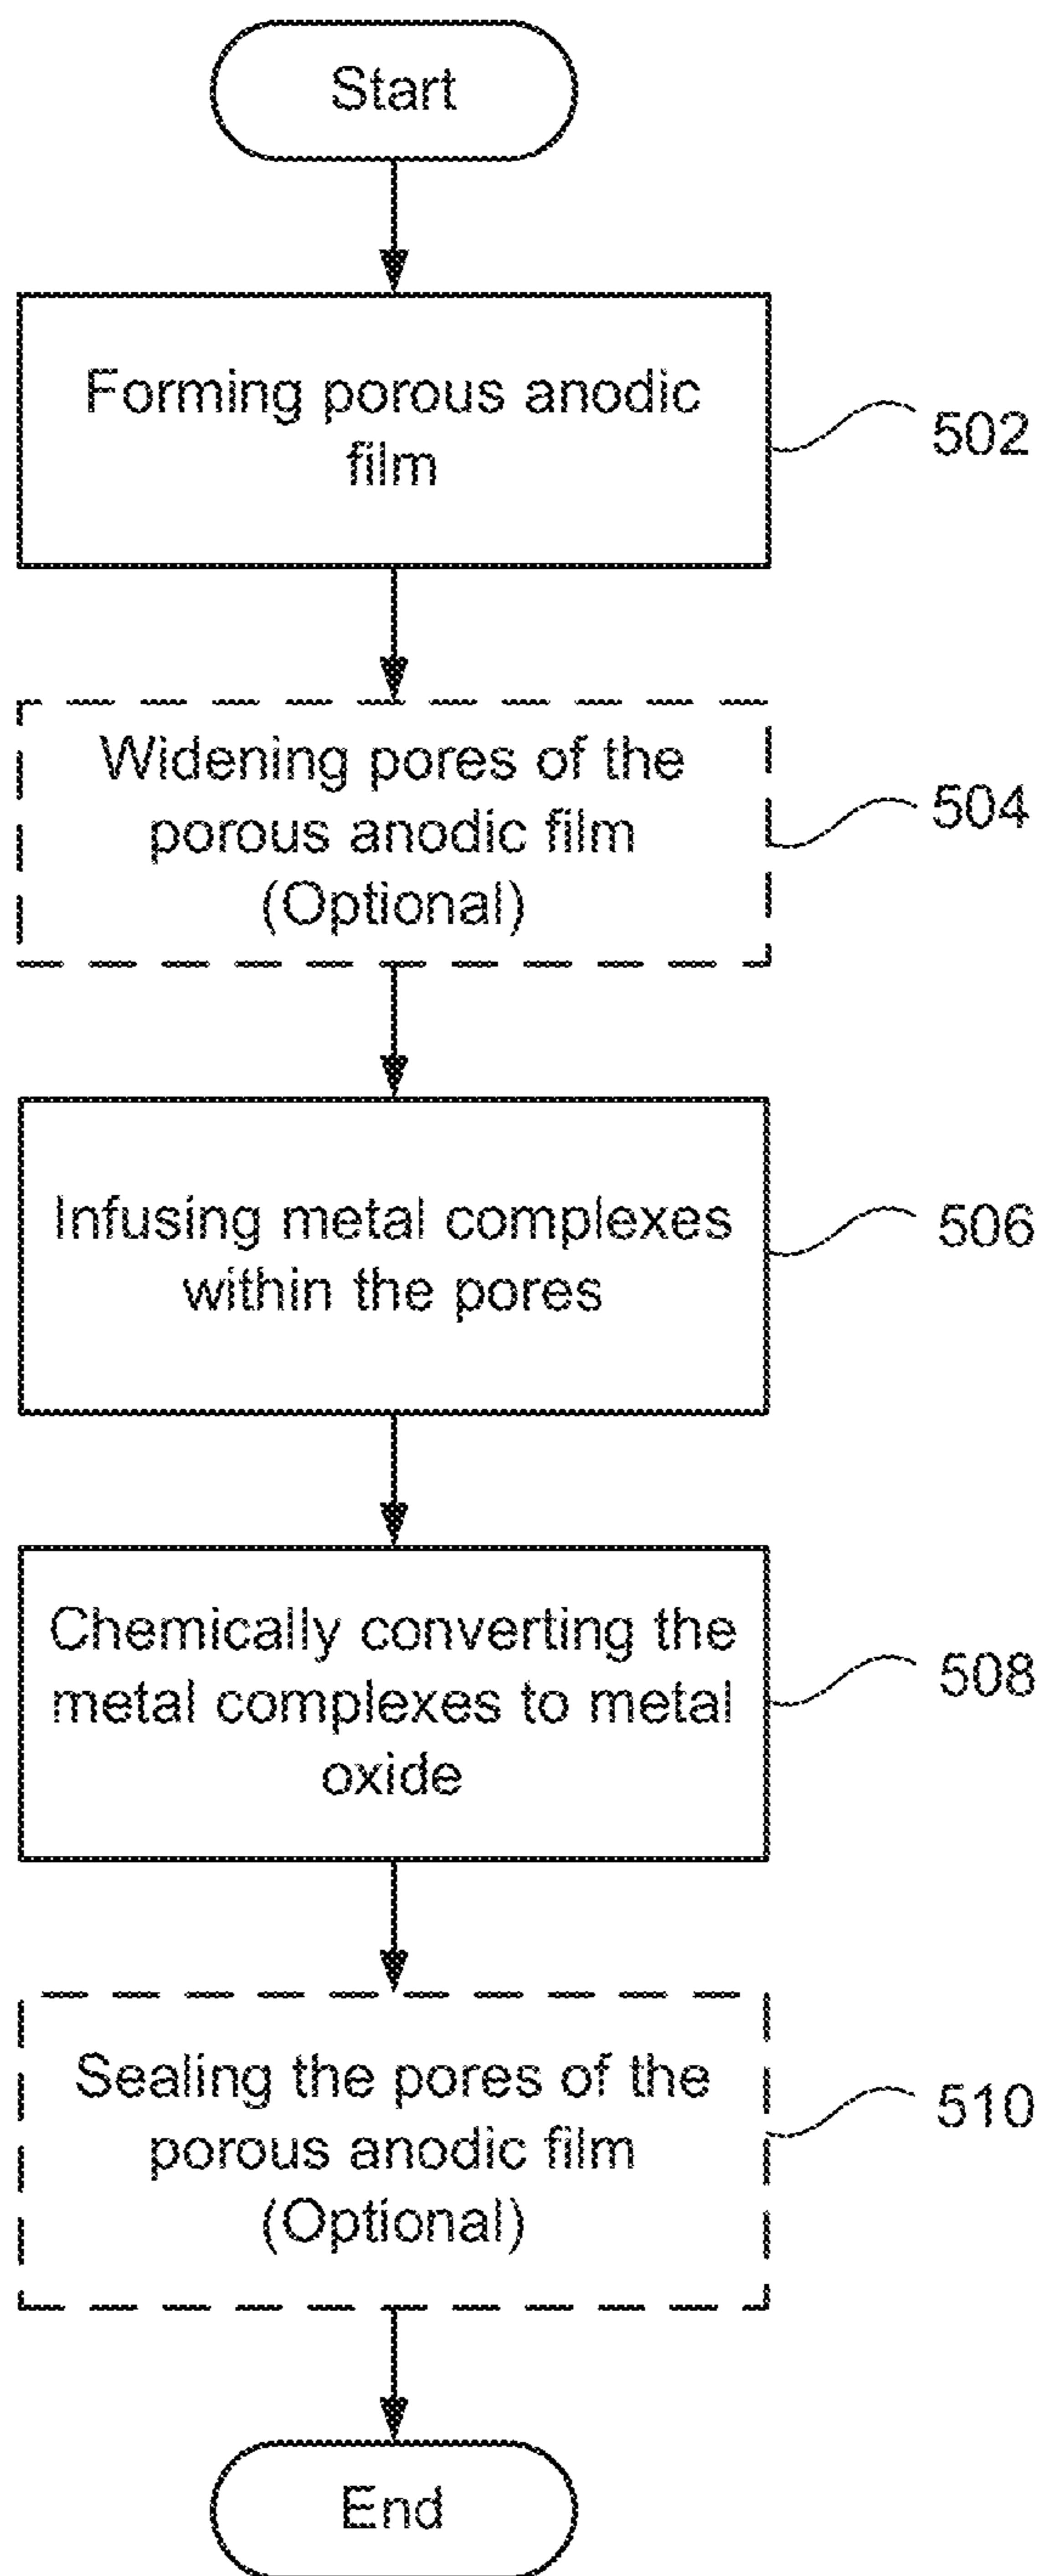 Start
Forming porous anodic
film
502
Widening pores of the
porous anodic film
(Optional)
504
Infusing metal complexes
within the pores
506
Chemically converting the
metal complexes to metal
oxide
508
Sealing the pores of the
porous anodic film
(Optional)
510
End